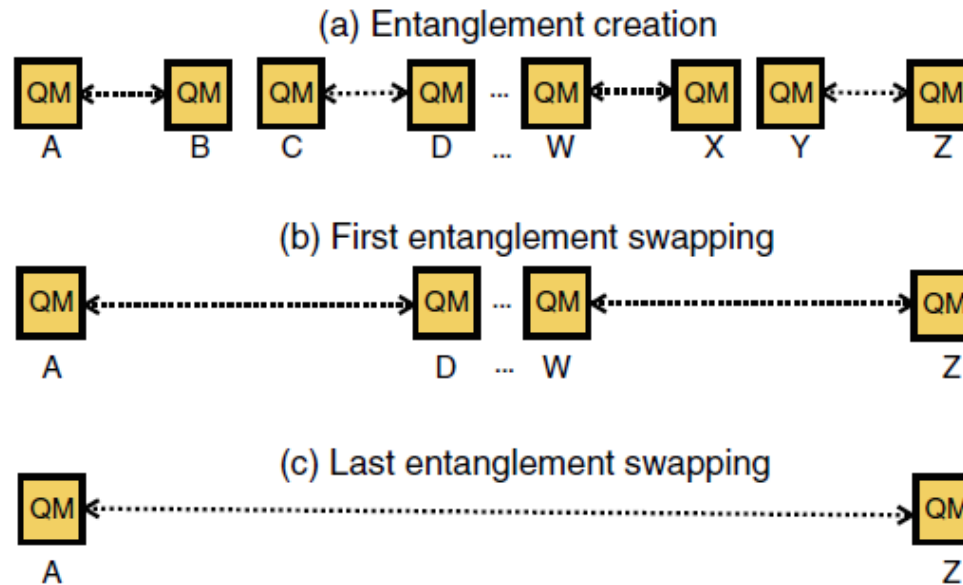 (a) Entanglement creation
QM QM QM QM ... QM QM QM QM
A B C D ... W X Y Z
(b) First entanglement swapping
QM QM ... QM QM
A D ... W Z
(c) Last entanglement swapping
QM QM
A Z